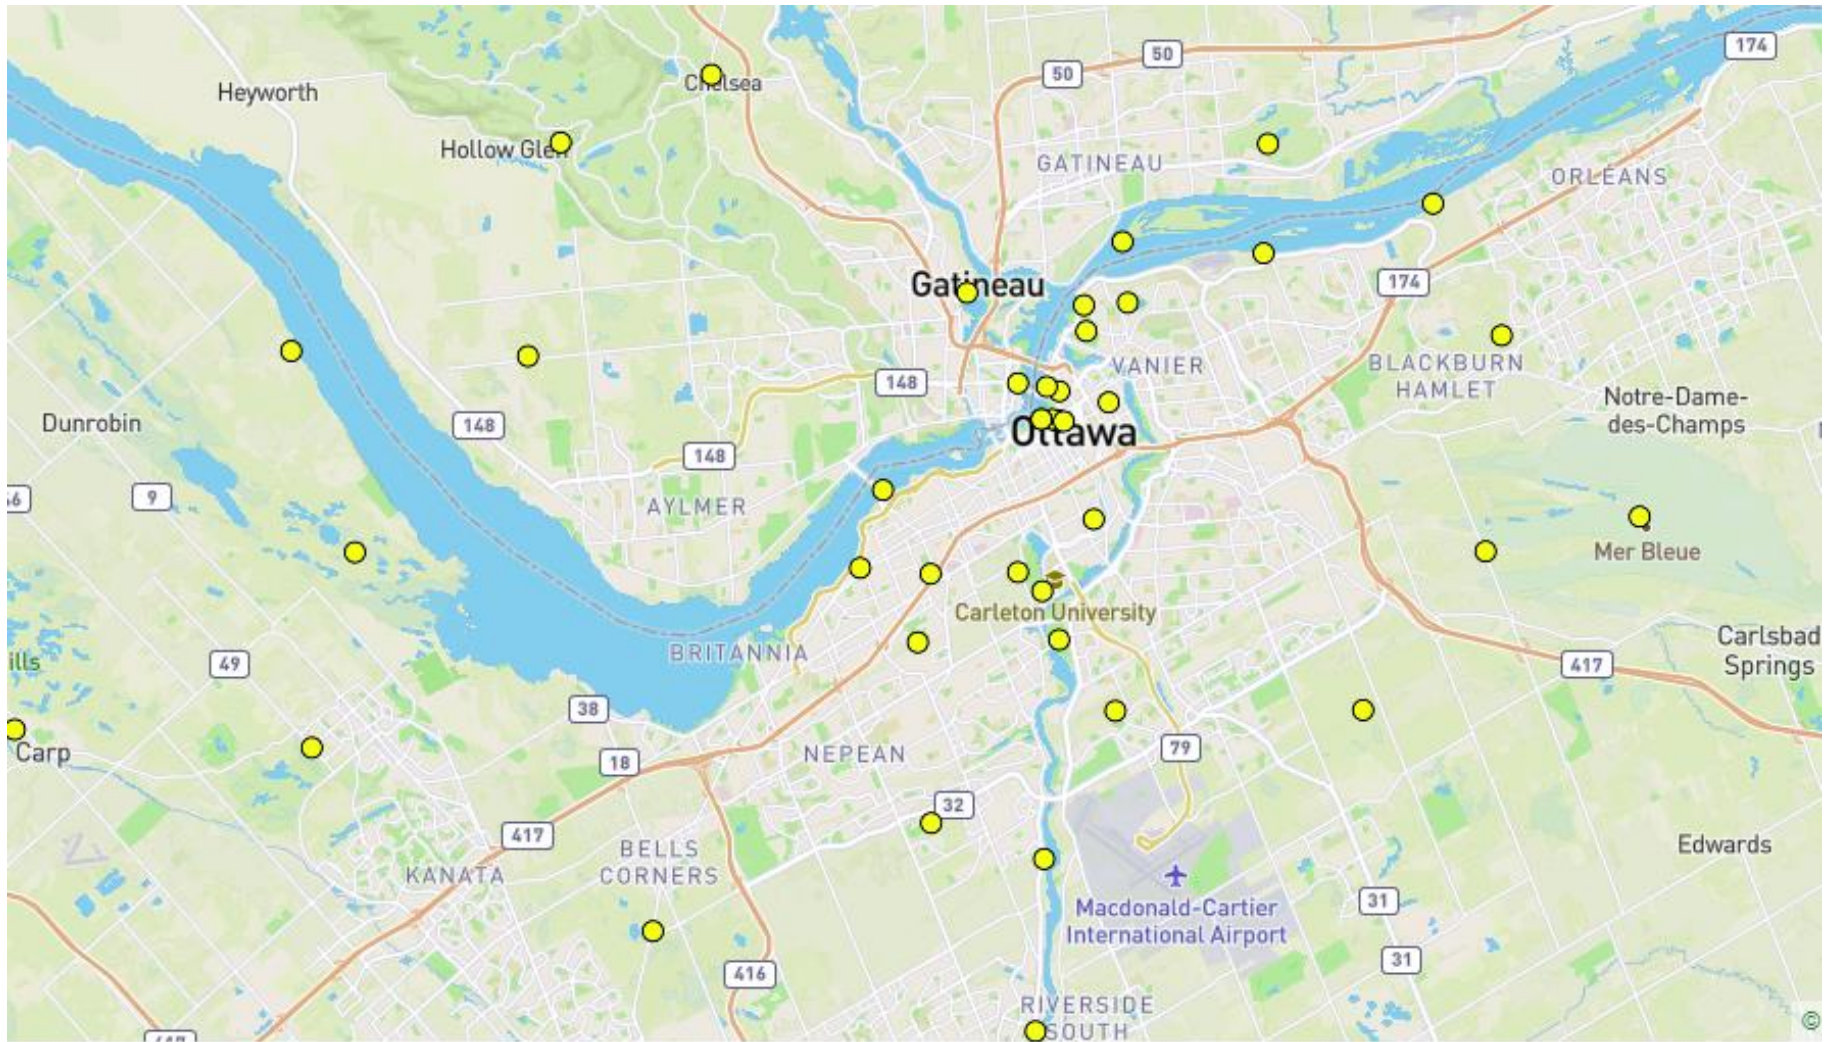 174
50
50
Heyworth
Chelsea
Hollow Glen
GATINEAU
ORLÉANS
Gatineau
174
VANIER
BLACKBURN
HAMLET
148
Notre-Dame-
des-Champs
Dunrobin
148
Ottawa
148
9
AYLMER
Mer Bleue
Carleton University
BRITANNIA
Carlsbad
Springs
ills
49
417
38
Carp
18
NEPEAN
79
32
417
BELLS
CORNERS
KANATA
Edwards
Macdonald-Cartier
International Airport
31
31
416
RIVERSIDE
SOUTH
©